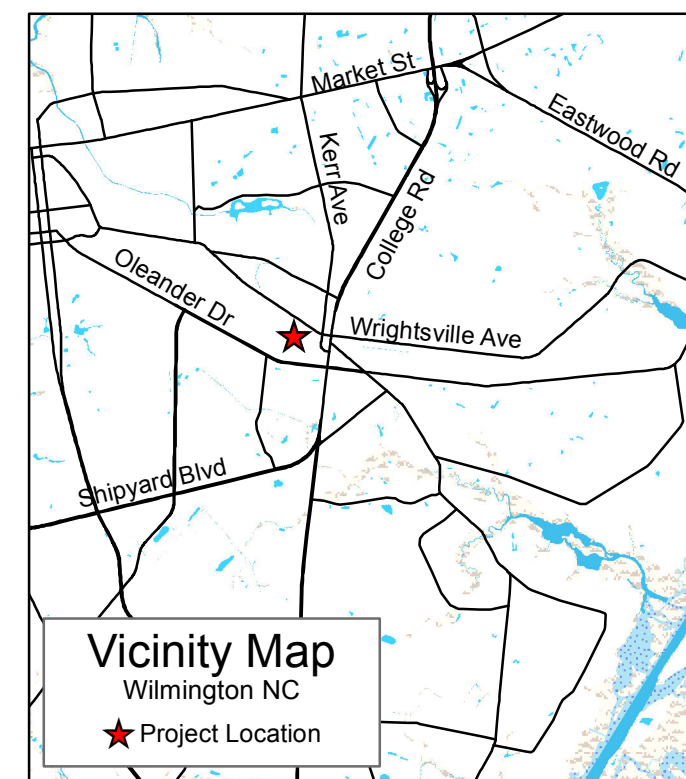 Market St
Eastwood Rd
Kerr Ave
College Rd
Oleander Dr
Wrightsville Ave
Shipyard Blvd
Vicinity Map
Wilmington NC
Project Location